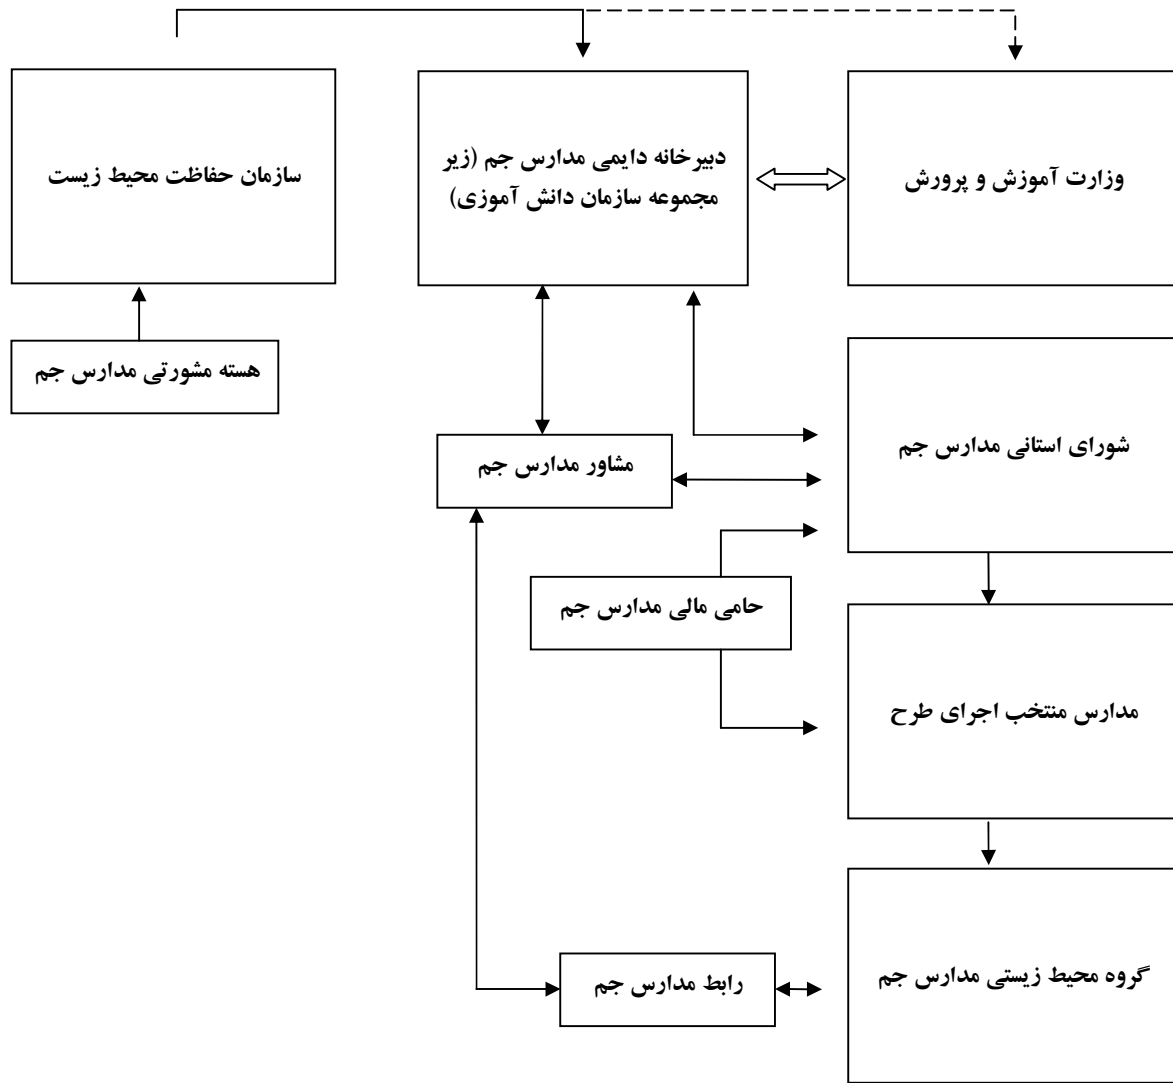 وزارت آموزش و پرورش
دبیرخانه دایمی مدارس جم (زیر
مجموعه سازمان دانش آموزی)
سازمان حفاظت محیط زیست
هسته مشورتی مدارس جم
شورای استانی مدارس جم
مشاور مدارس جم
حامی مالی مدارس جم
مدارس منتخب اجرای طرح
گروه محیط زیستی مدارس جم
رابط مدارس جم